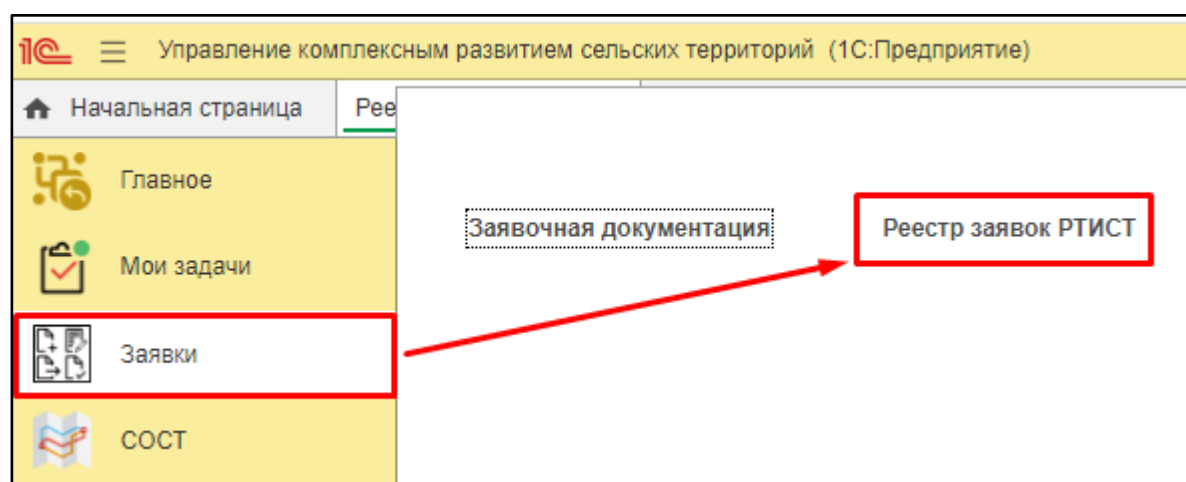 1С Управление комплексным развитием сельских территорий (1С:Предприятие)
Начальная страница Рее
Главное
Заявочная документация Реестр заявок РТИСТ
Мои задачи
Заявки
СОСТ